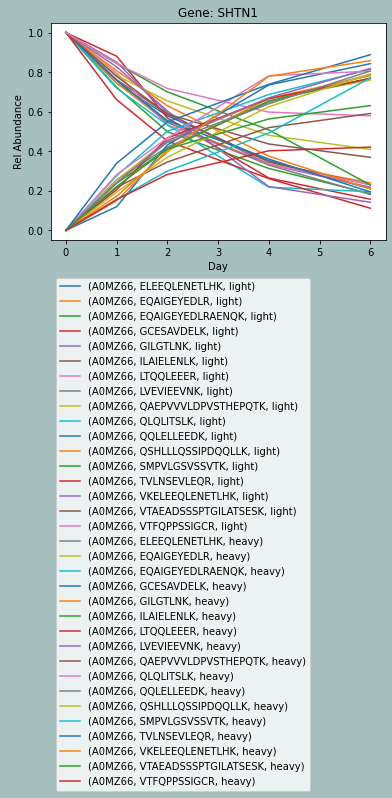 Gene: SHTN1
1.0
0.8
0.6
0.4
0.2
0.0
Rel Abundance
0 1 2 3 4 5 6
Day
(A0MZ66, ELEEQLENETLHK, light)
(A0MZ66, EQAIGEYEDLR, light)
(A0MZ66, EQAIGEYEDLRAENQK, light)
(A0MZ66, GCESAVDELK, light)
(A0MZ66, GILGTLNK, light)
(A0MZ66, ILAIELENLK, light)
(A0MZ66, LTQQLEEER, light)
(A0MZ66, LVEVIEEVNK, light)
(A0MZ66, QAEPVVVLDPVSTHEPQTK, light)
(A0MZ66, QLQLITSLK, light)
(A0MZ66, QQLELLEEDK, light)
(A0MZ66, QSHLLLQSSIPDQQLLK, light)
(A0MZ66, SMPVLGSVSSVTK, light)
(A0MZ66, TVLNSEVLEQR, light)
(A0MZ66, VKELEEQLENETLHK, light)
(A0MZ66, VTAEADSSSPTGILATSESK, light)
(A0MZ66, VTFQPPSSIGCR, light)
(A0MZ66, ELEEQLENETLHK, heavy)
(A0MZ66, EQAIGEYEDLR, heavy)
(A0MZ66, EQAIGEYEDLRAENQK, heavy)
(A0MZ66, GCESAVDELK, heavy)
(A0MZ66, GILGTLNK, heavy)
(A0MZ66, ILAIELENLK, heavy)
(A0MZ66, LTQQLEEER, heavy)
(A0MZ66, LVEVIEEVNK, heavy)
(A0MZ66, QAEPVVVLDPVSTHEPQTK, heavy)
(A0MZ66, QLQLITSLK, heavy)
(A0MZ66, QQLELLEEDK, heavy)
(A0MZ66, QSHLLLQSSIPDQQLLK, heavy)
(A0MZ66, SMPVLGSVSSVTK, heavy)
(A0MZ66, TVLNSEVLEQR, heavy)
(A0MZ66, VKELEEQLENETLHK, heavy)
(A0MZ66, VTAEADSSSPTGILATSESK, heavy)
(A0MZ66, VTFQPPSSIGCR, heavy)